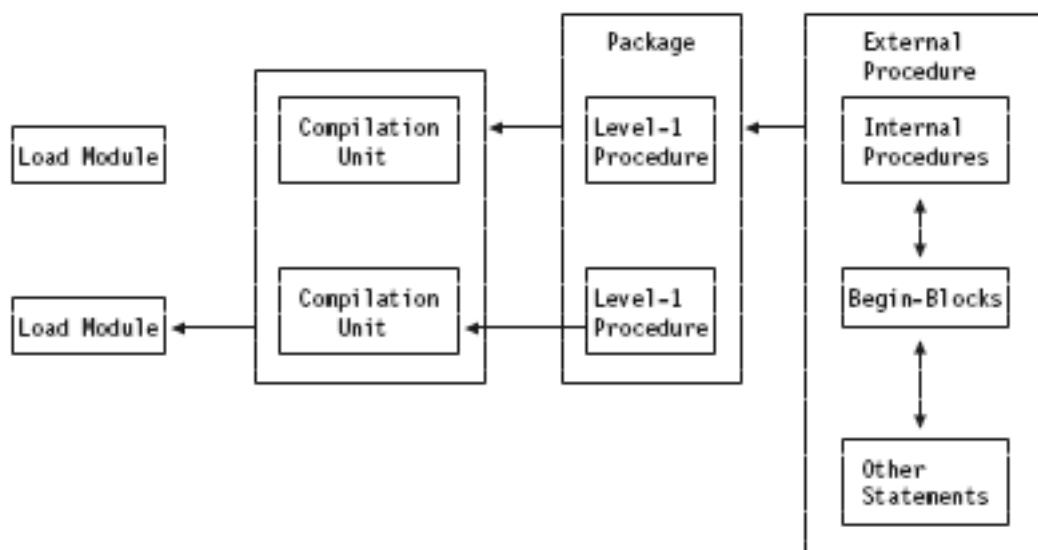 Package
External
Procedure
Load Module
Compilation
Unit
Level-1
Procedure
Internal
Procedures
Load Module
Compilation
Unit
Level-1
Procedure
Begin-Blocks
Other
Statements